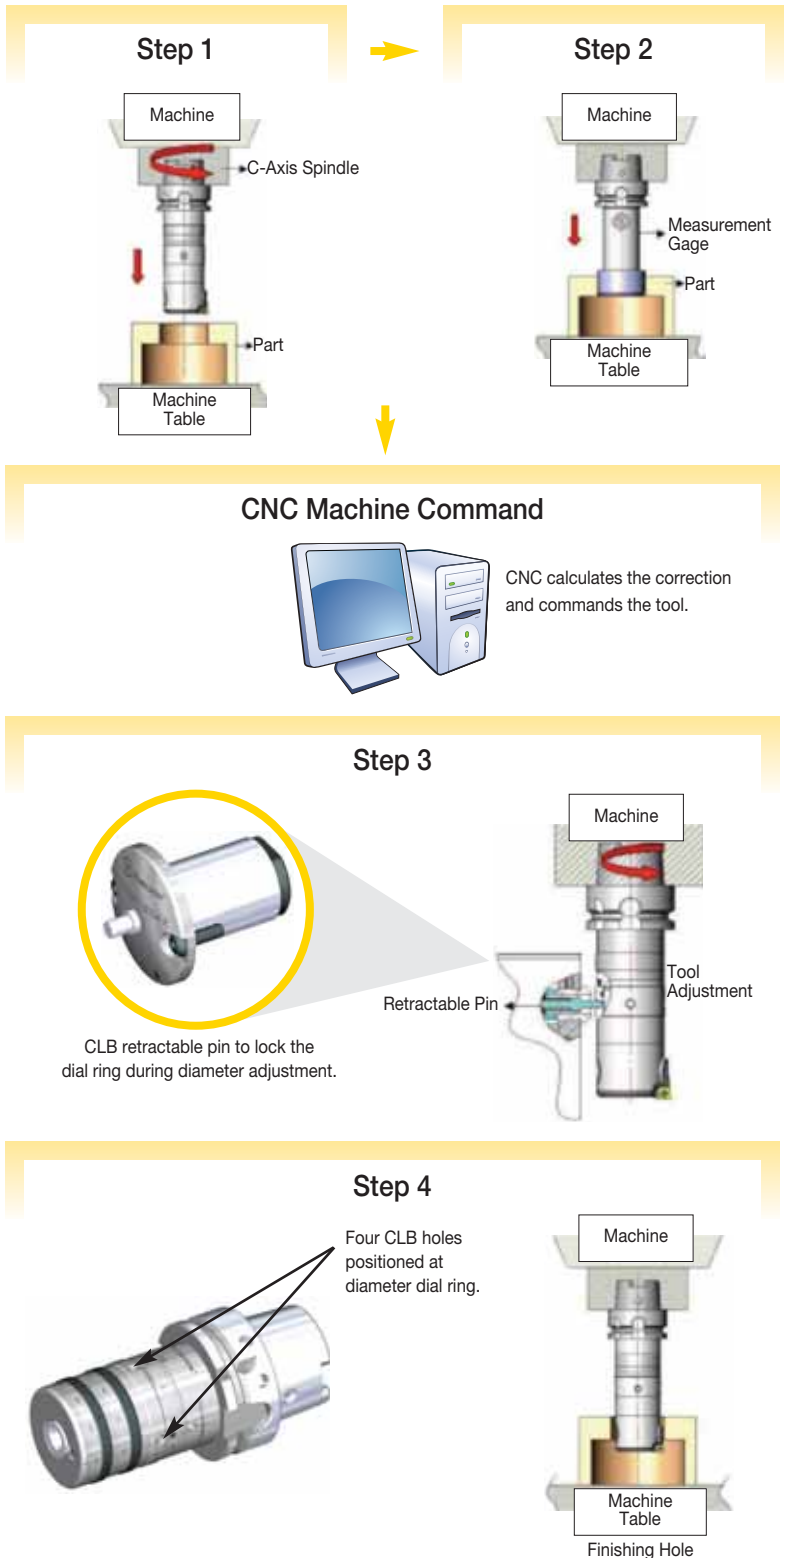 Step 1
Machine
C-Axis Spindle
Part
Machine
Table
Step 2
Machine
Measurement
Gage
Part
Machine
Table
CNC Machine Command
CNC calculates the correction
and commands the tool.
Step 3
CLB retractable pin to lock the
dial ring during diameter adjustment.
Machine
Retractable Pin
Tool
Adjustment
Step 4
Four CLB holes
positioned at
diameter dial ring.
Machine
Machine
Table
Finishing Hole